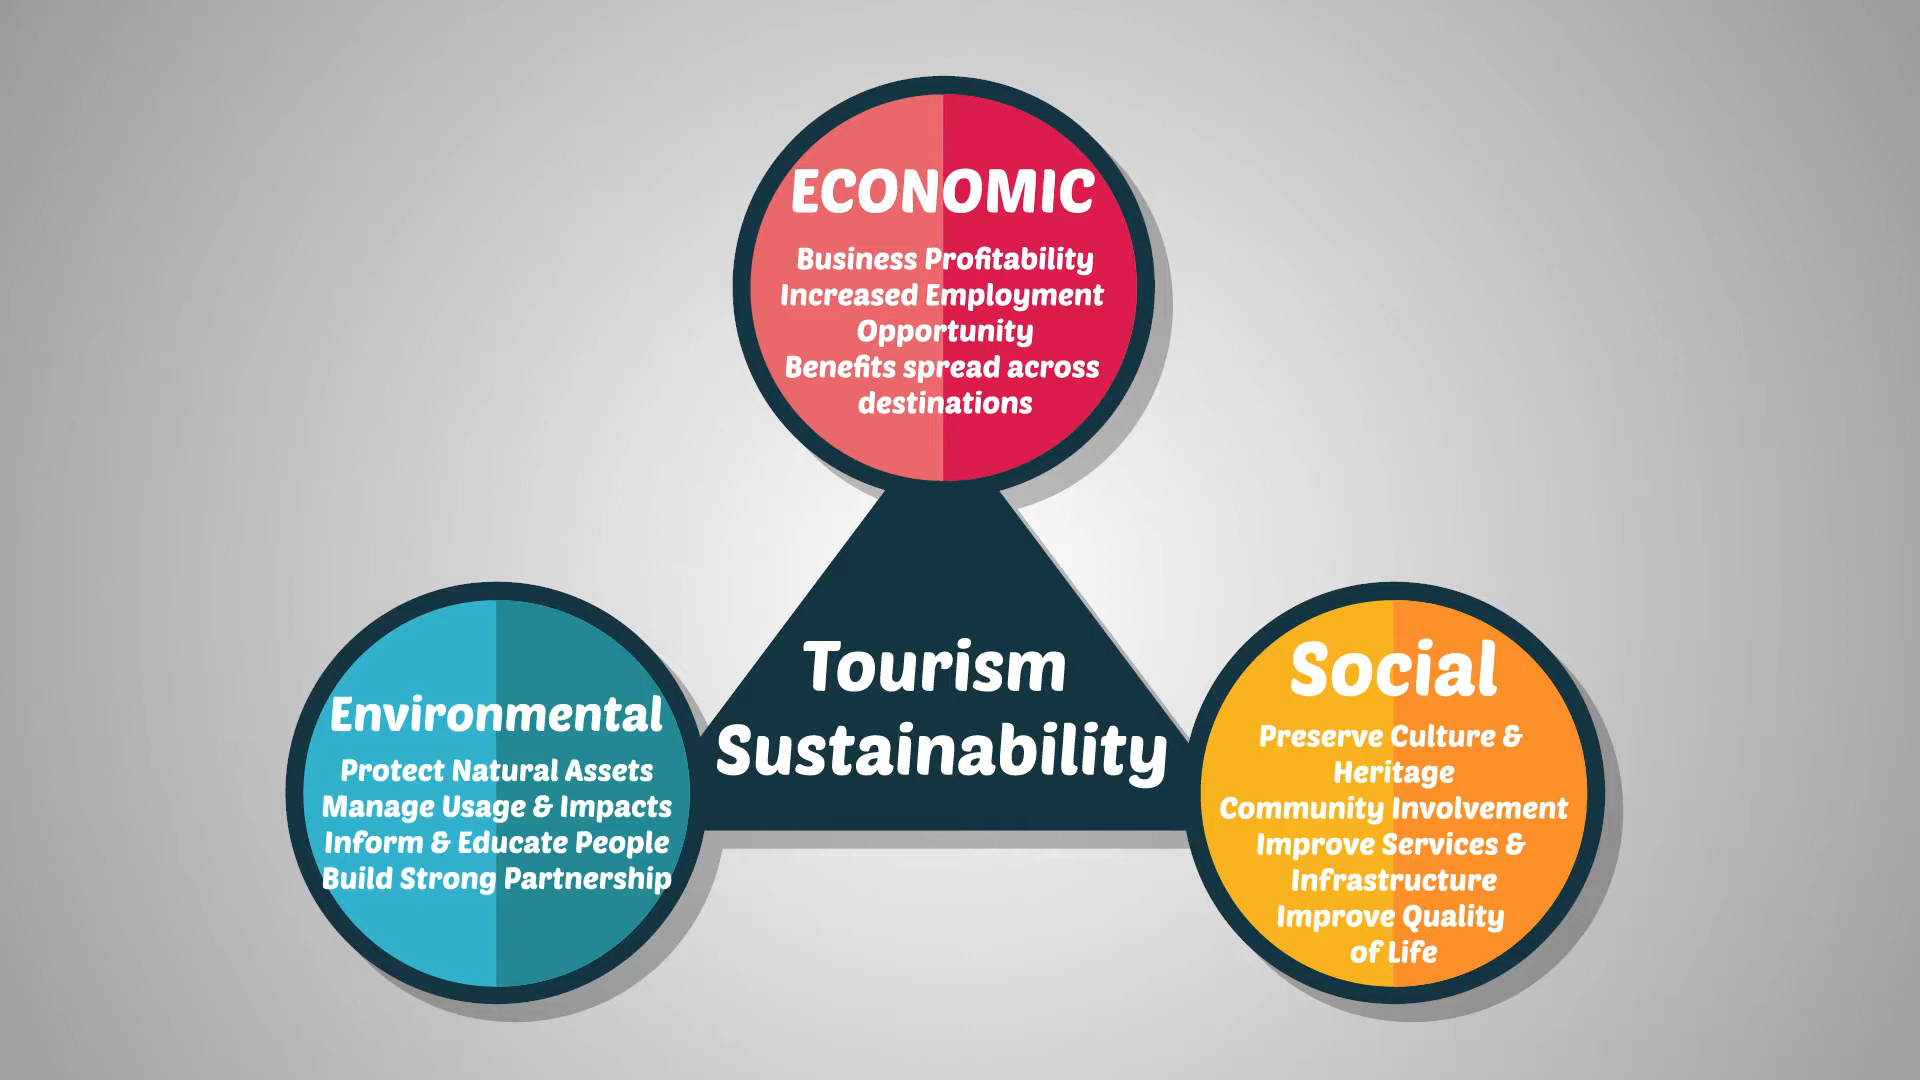 ECONOMIC
Business Profitability
Increased Employment
Opportunity
Benefits spread across
destinations
Tourism
Sustainability
Environmental
Protect Natural Assets
Manage Usage & Impacts
Inform & Educate People
Build Strong Partnership
Social
Preserve Culture &
Heritage
Community Involvement
Improve Services &
Infrastructure
Improve Quality
of Life